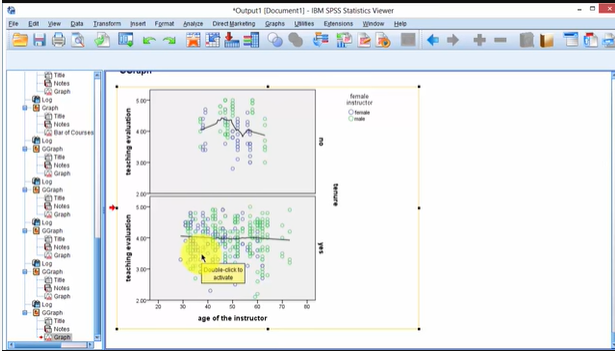 *Output1 [Document1] - IBM SPSS Statistics Viewer
File Edit View Data Transform Insert Format Analyze Direct Marketing Graphs Utilities Extensions Window Help
Title
Notes
Graph
Log
Graph
Title
Notes
Bar of Courses
Log
GGraph
Title
Notes
Graph
Log
GGraph
Title
Notes
Graph
Log
GGraph
Title
Notes
Graph
Log
GGraph
Title
Notes
Graph
Log
GGraph
Title
Notes
Graph
GGraph
female
instructor
female
male
teaching evaluation
5.00
4.00
3.00
2.00
no
tenure
teaching evaluation
5.00
4.00
3.00
2.00
yes
Double-click to
activate
20 30 40 50 60 70 80
age of the instructor